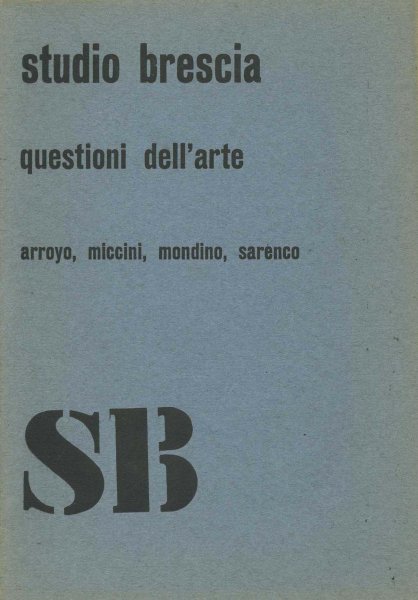 studio brescia
questioni dell'arte
arroyo, miccini, mondino, sarenco
SB